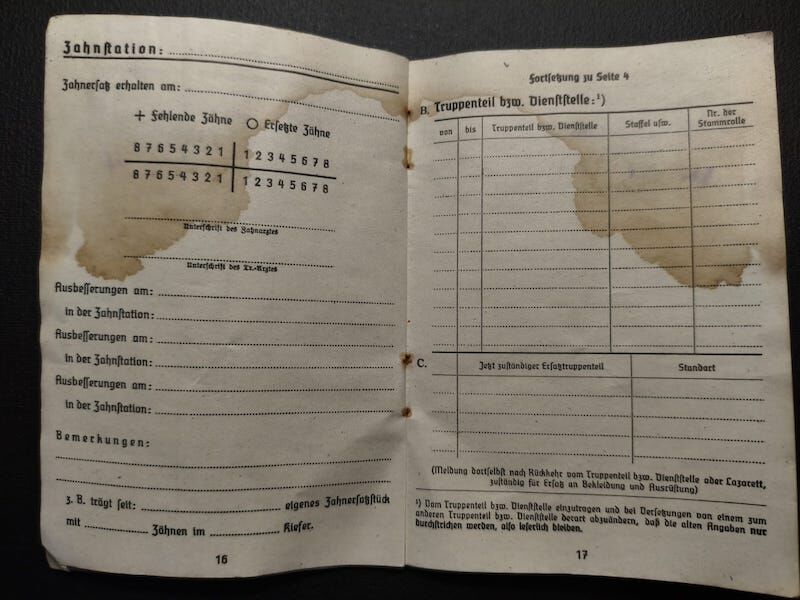 Zahnstation:
Zahnersatz erhalten am:
+ Fehlende Zähne ○ Ersetzte Zähne
8 7 6 5 4 3 2 1 1 2 3 4 5 6 7 8
8 7 6 5 4 3 2 1 1 2 3 4 5 6 7 8
Unterschrift des Zahnarztes
Unterschrift des Tr.-Arztes
Ausbesserungen am:
in der Zahnstation:
Ausbesserungen am:
in der Zahnstation:
Ausbesserungen am:
in der Zahnstation:
Bemerkungen:
z. B. trägt seit: eigenes Zahnersatzstück
mit Zähnen im Kiefer.
16
Fortsetzung zu Seite 4
B. Truppenteil bzw. Dienststelle:¹)
von bis Truppenteil bzw. Dienststelle Staffel usw. Nr. der Stammrolle
C. Jetzt zuständiger Ersatztruppenteil Standart
(Meldung dortselbst nach Rückkehr vom Truppenteil bzw. Dienststelle oder Lazarett,
zuständig für Ersatz an Bekleidung und Ausrüstung)
¹) Vom Truppenteil bzw. Dienststelle einzutragen und bei Versetzungen von einem zum
anderen Truppenteil bzw. Dienststelle derart abzuändern, daß die alten Angaben nur
durchstrichen werden, also leserlich bleiben.
17